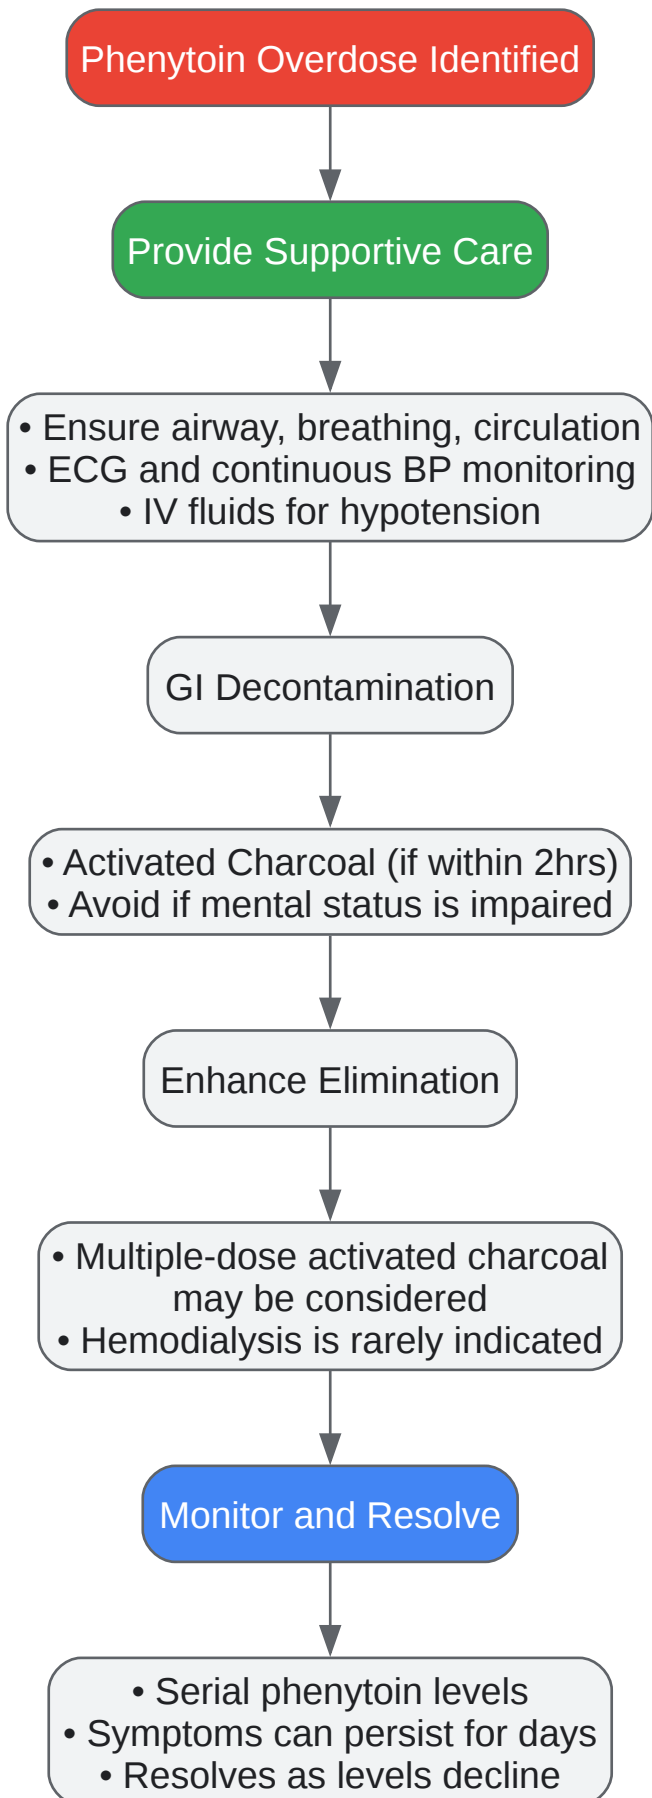 Phenytoin Overdose Identified
Provide Supportive Care
• Ensure airway, breathing, circulation
• ECG and continuous BP monitoring
• IV fluids for hypotension
GI Decontamination
• Activated Charcoal (if within 2hrs)
• Avoid if mental status is impaired
Enhance Elimination
• Multiple-dose activated charcoal
may be considered
• Hemodialysis is rarely indicated
Monitor and Resolve
• Serial phenytoin levels
• Symptoms can persist for days
• Resolves as levels decline